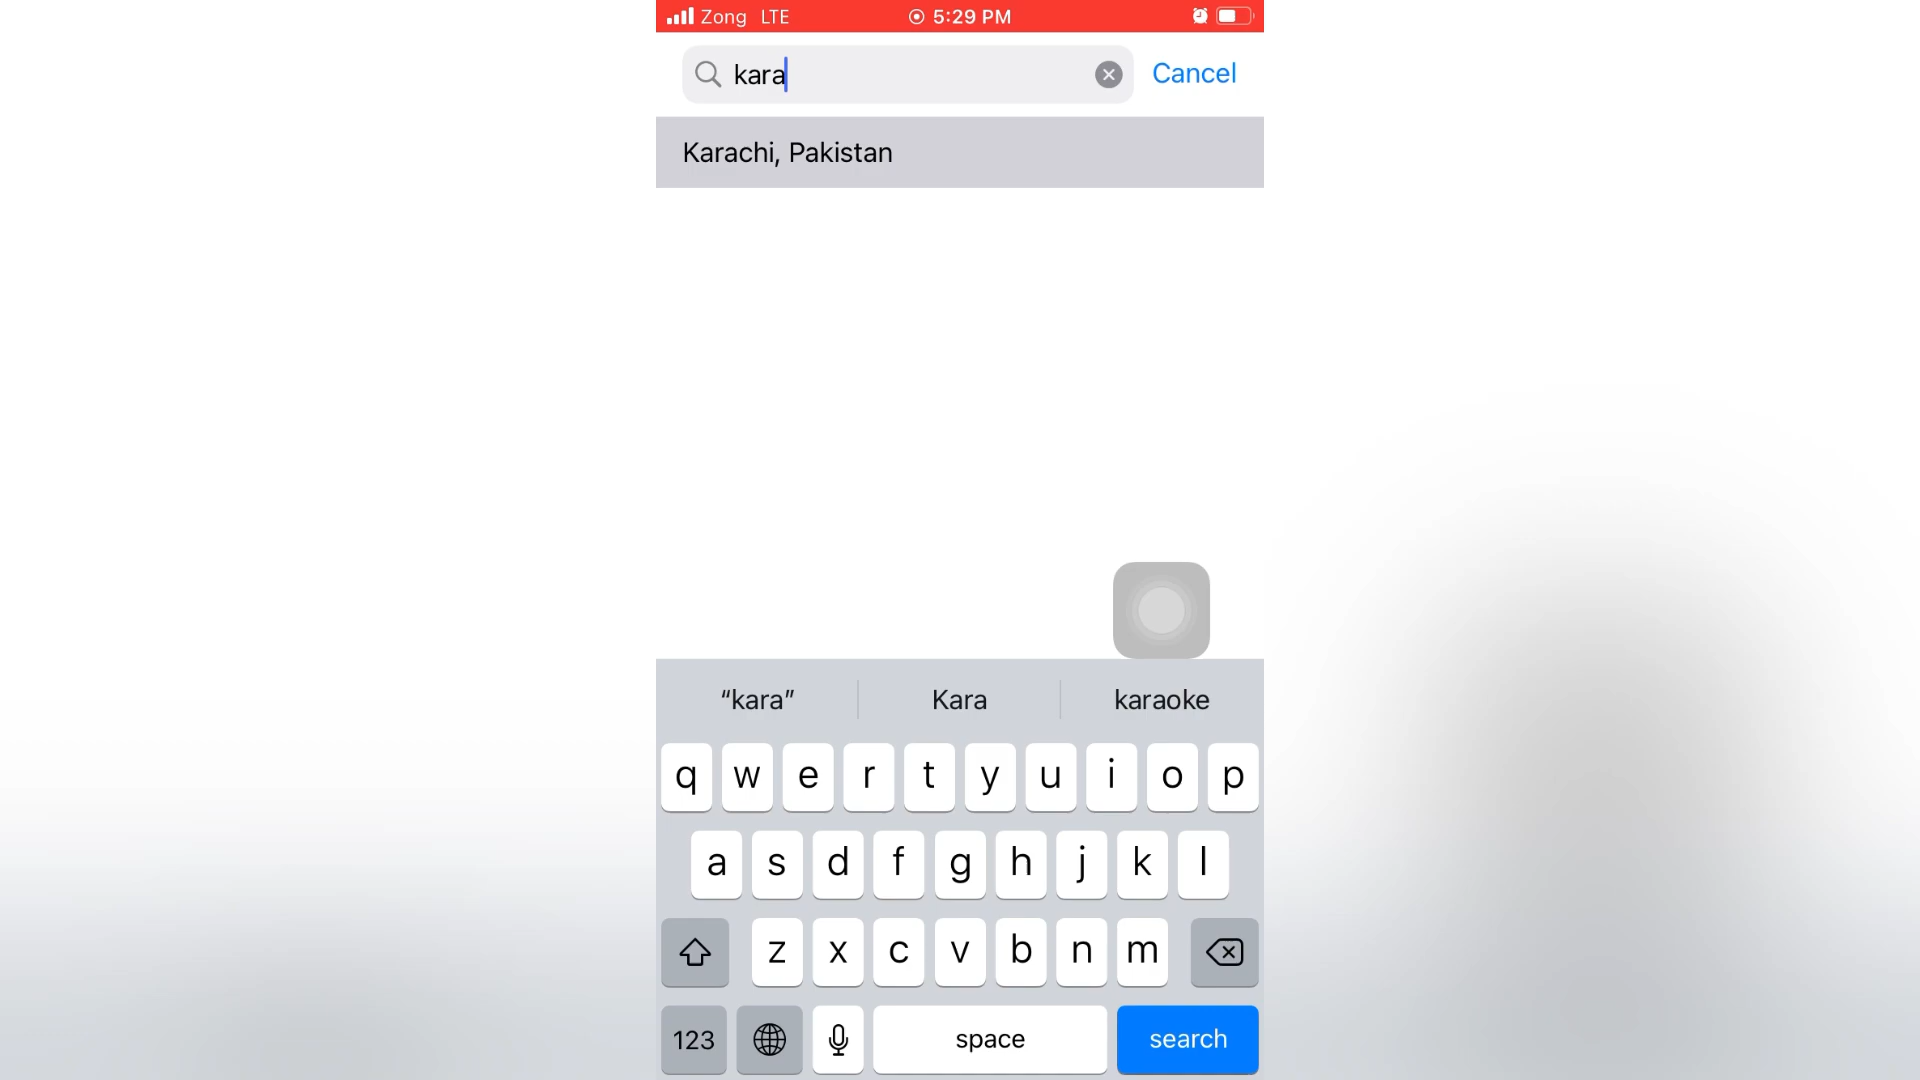 Zong LTE 5:29 PM
kara Cancel
Karachi, Pakistan
“kara” Kara karaoke
q w e r t y u i o p
a s d f g h j k l
z x c v b n m
123 space search